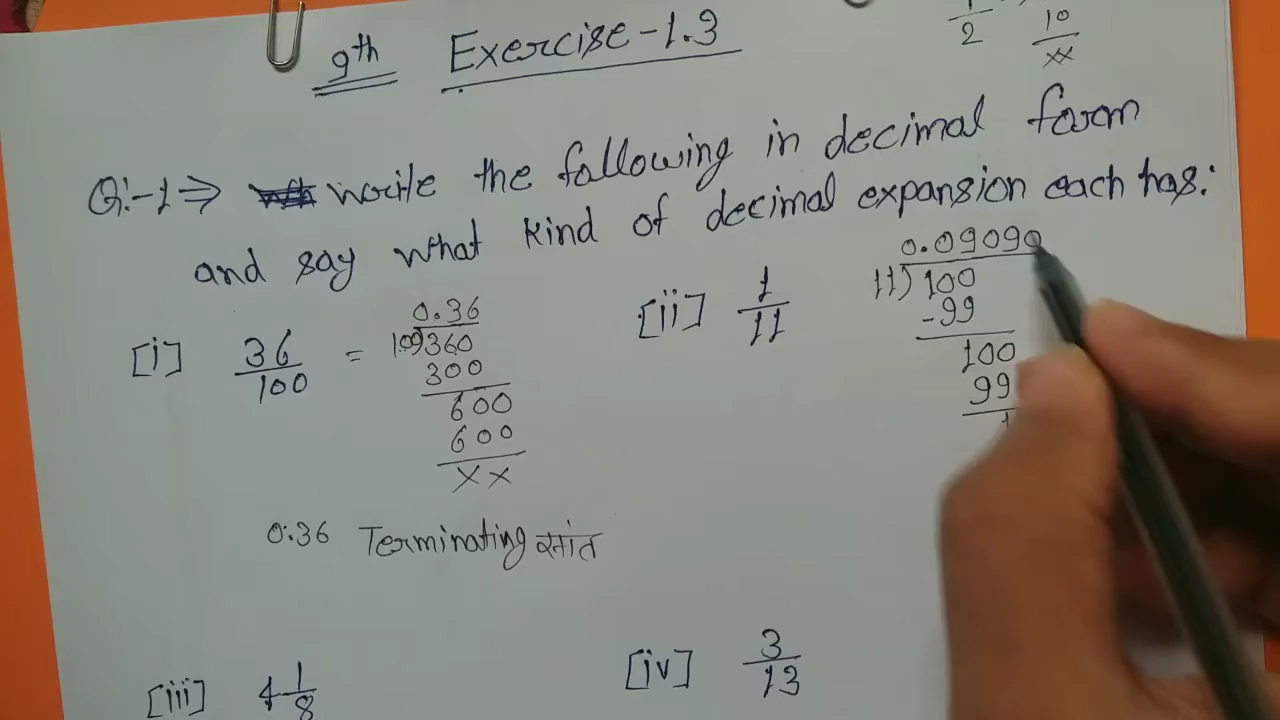 9th Exercise-1.3
1/2 10
xx
Q:-1⇒ write the following in decimal form
and say what kind of decimal expansion each has:
[i] 36/100 =
0.36
100)360
300
600
600
x x
0.36 Terminating सांत
[ii] 1/11
0.09090
11)100
-99
100
99
1
[iii] 4 1/8
[iv] 3/13